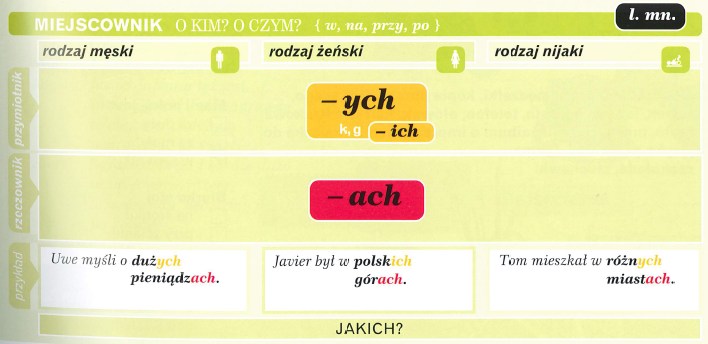 l. mn.
MIEJSCOWNIK O KIM? O CZYM? { w, na, przy, po }
rodzaj męski
rodzaj żeński
rodzaj nijaki
przymiotnik
– ych
k, g – ich
rzeczownik
– ach
przykład
Uwe myśli o dużych
pieniądzach.
Javier był w polskich
górach.
Tom mieszkał w różnych
miastach.
JAKICH?